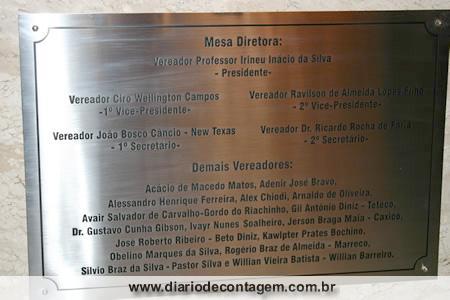 Mesa Diretora:
Vereador Professor Irineu Inácio da Silva
- Presidente-
Vereador Ciro Wellington Campos
-1º Vice-Presidente-
Vereador Ravilson de Almeida Lopes Filho
- 2º Vice-Presidente-
Vereador João Bosco Câncio - New Texas
- 1º Secretário-
Vereador Dr. Ricardo Rocha de Faria
- 2º Secretário-
Demais Vereadores:
Acácio de Macedo Matos, Adenir José Bravo,
Alessandro Henrique Ferreira, Alex Chiodi, Arnaldo de Oliveira,
Avair Salvador de Carvalho-Gordo do Riachinho, Gil Antônio Diniz - Teteco,
Dr. Gustavo Cunha Gibson, Ivayr Nunes Soalheiro, Jerson Braga Maia - Caxicó,
José Roberto Ribeiro - Beto Diniz, Kawlpter Prates Bochino,
Obelino Marques da Silva, Rogério Braz de Almeida - Marreco,
Silvio Braz da Silva - Pastor Silva e Willian Vieira Batista - Willian Barreiro.
www.diariodecontagem.com.br